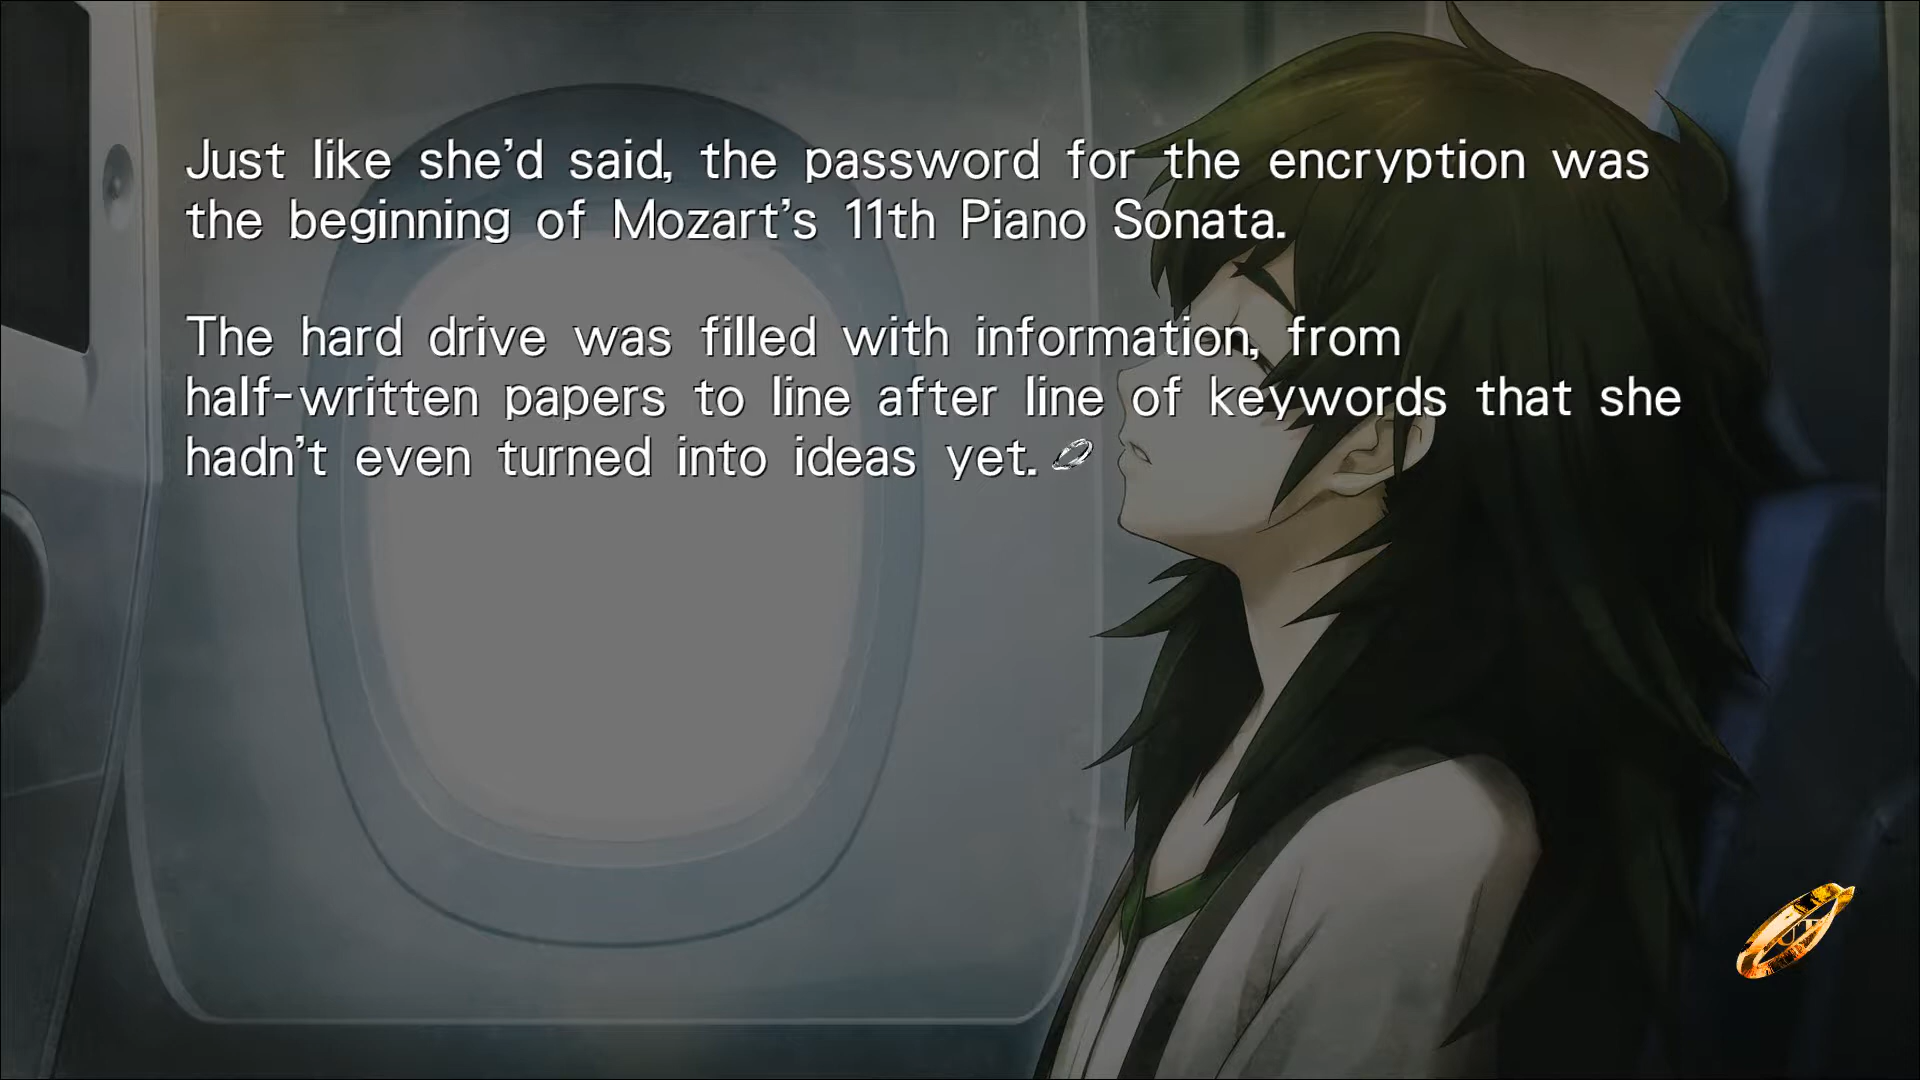 Just like she’d said, the password for the encryption was
the beginning of Mozart’s 11th Piano Sonata.
The hard drive was filled with information, from
half-written papers to line after line of keywords that she
hadn’t even turned into ideas yet.